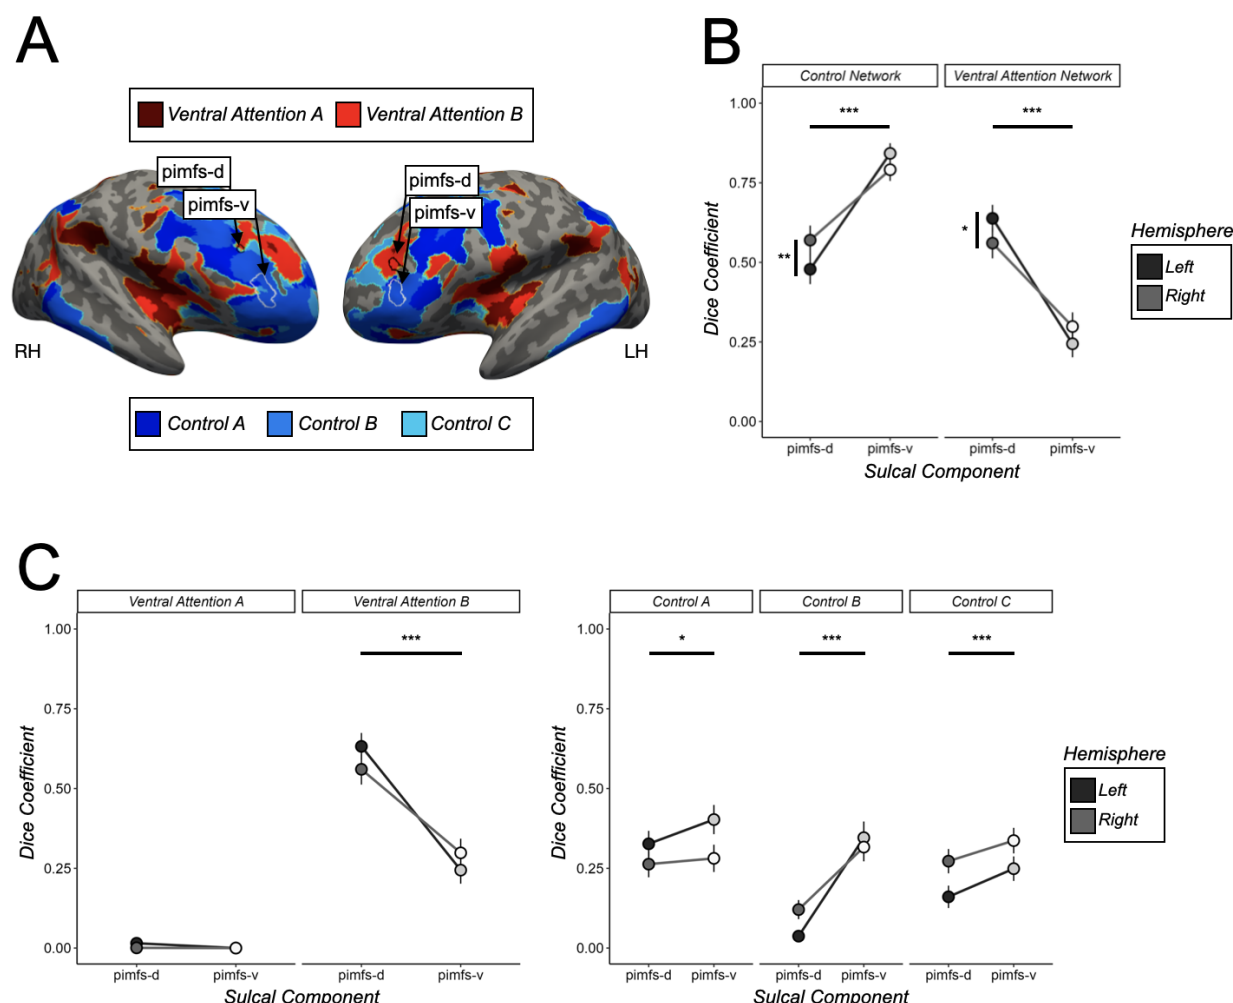 A
Ventral Attention A Ventral Attention B
pimfs-d
pimfs-v
pimfs-d
pimfs-v
RH
LH
Control A Control B Control C
B
Control Network Ventral Attention Network
*** ***
** *
1.00
0.75
0.50
0.25
0.00
Dice Coefficient
pimfs-d pimfs-v pimfs-d pimfs-v
Sulcal Component
Hemisphere
Left
Right
C
Ventral Attention A Ventral Attention B
***
1.00
0.75
0.50
0.25
0.00
Dice Coefficient
pimfs-d pimfs-v pimfs-d pimfs-v
Sulcal Component
Control A Control B Control C
* *** ***
1.00
0.75
0.50
0.25
0.00
Dice Coefficient
pimfs-d pimfs-v pimfs-d pimfs-v pimfs-d pimfs-v
Sulcal Component
Hemisphere
Left
Right